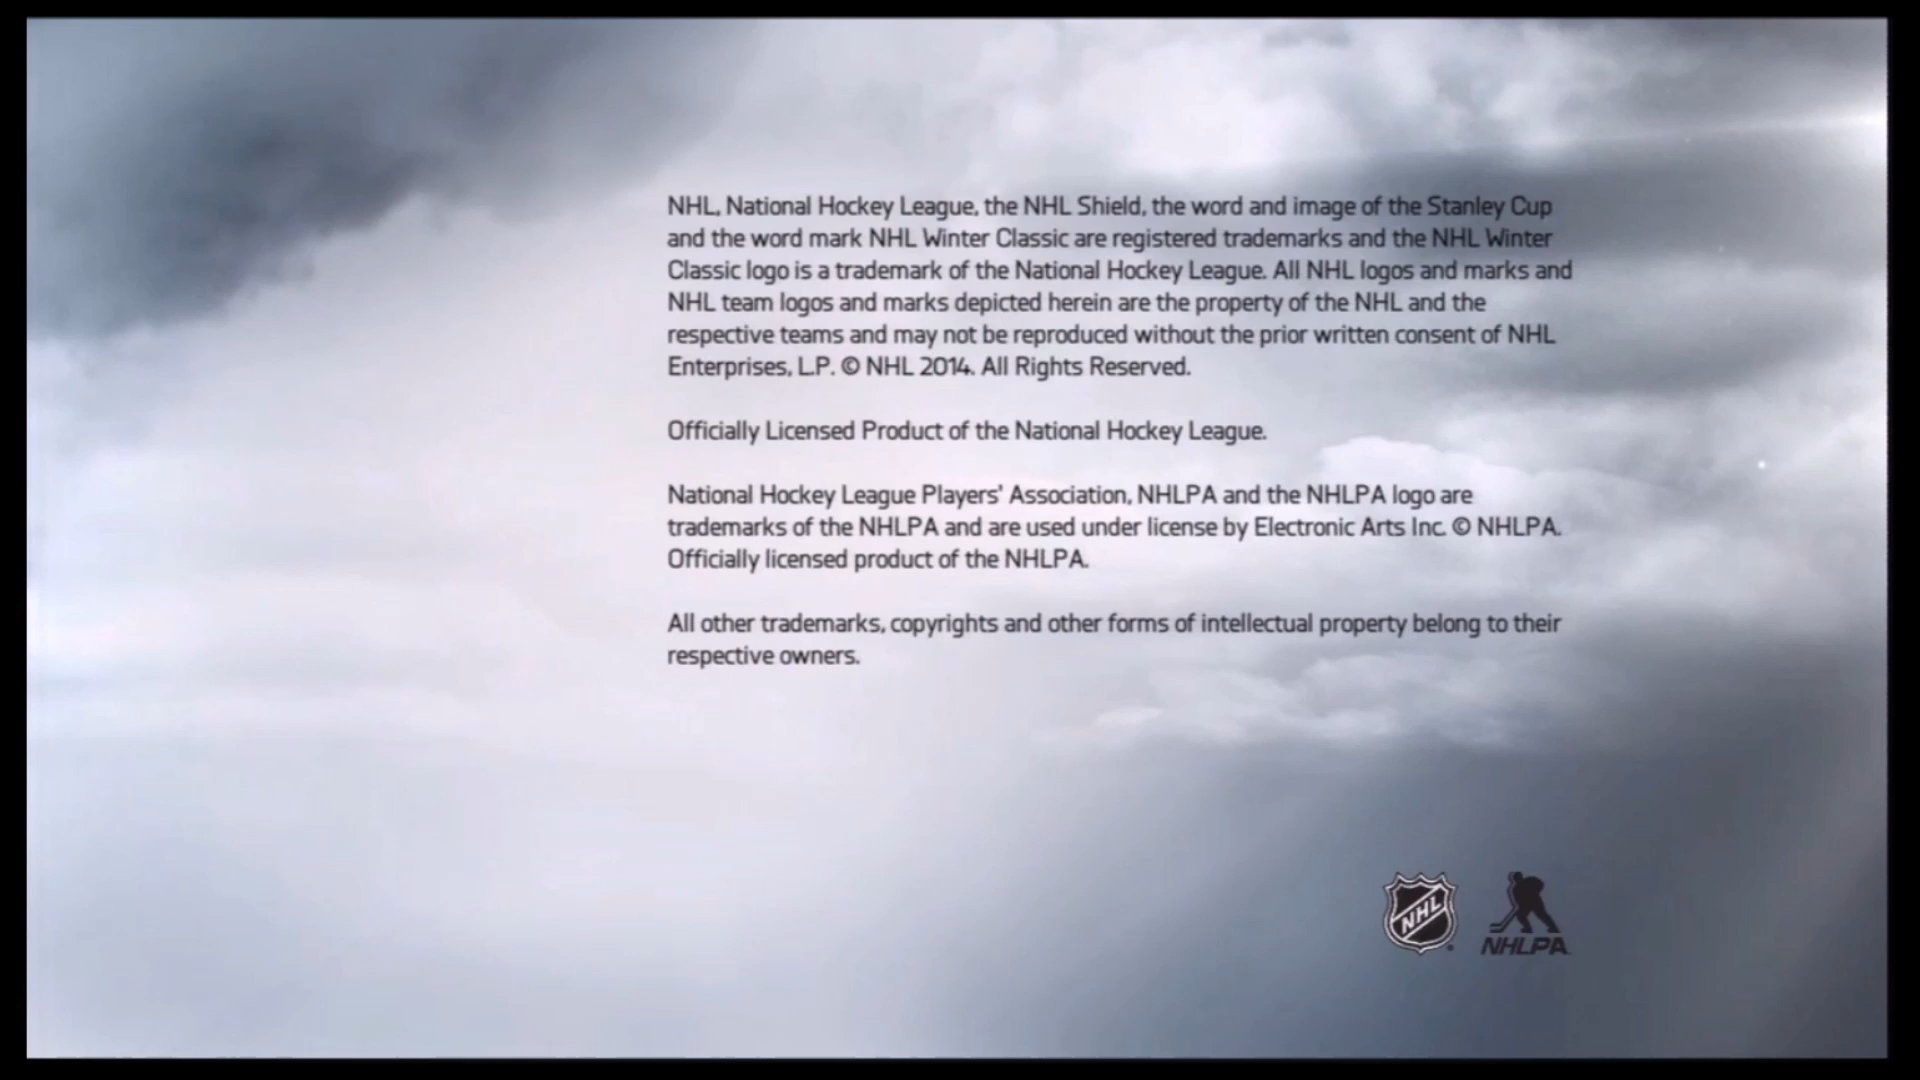 NHL, National Hockey League, the NHL Shield, the word and image of the Stanley Cup
and the word mark NHL Winter Classic are registered trademarks and the NHL Winter
Classic logo is a trademark of the National Hockey League. All NHL logos and marks and
NHL team logos and marks depicted herein are the property of the NHL and the
respective teams and may not be reproduced without the prior written consent of NHL
Enterprises, L.P. © NHL 2014. All Rights Reserved.
Officially Licensed Product of the National Hockey League.
National Hockey League Players' Association, NHLPA and the NHLPA logo are
trademarks of the NHLPA and are used under license by Electronic Arts Inc. © NHLPA.
Officially licensed product of the NHLPA.
All other trademarks, copyrights and other forms of intellectual property belong to their
respective owners.
NHL
NHLPA